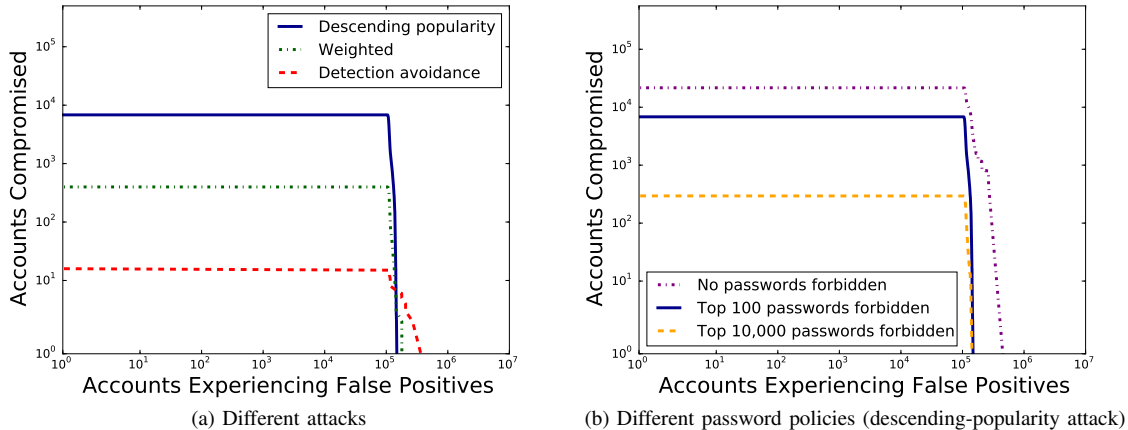 Accounts Compromised
10^5
10^4
10^3
10^2
10^1
10^0
Descending popularity
Weighted
Detection avoidance
10^0 10^1 10^2 10^3 10^4 10^5 10^6 10^7
Accounts Experiencing False Positives
(a) Different attacks
Accounts Compromised
10^5
10^4
10^3
10^2
10^1
10^0
No passwords forbidden
Top 100 passwords forbidden
Top 10,000 passwords forbidden
10^0 10^1 10^2 10^3 10^4 10^5 10^6 10^7
Accounts Experiencing False Positives
(b) Different password policies (descending-popularity attack)